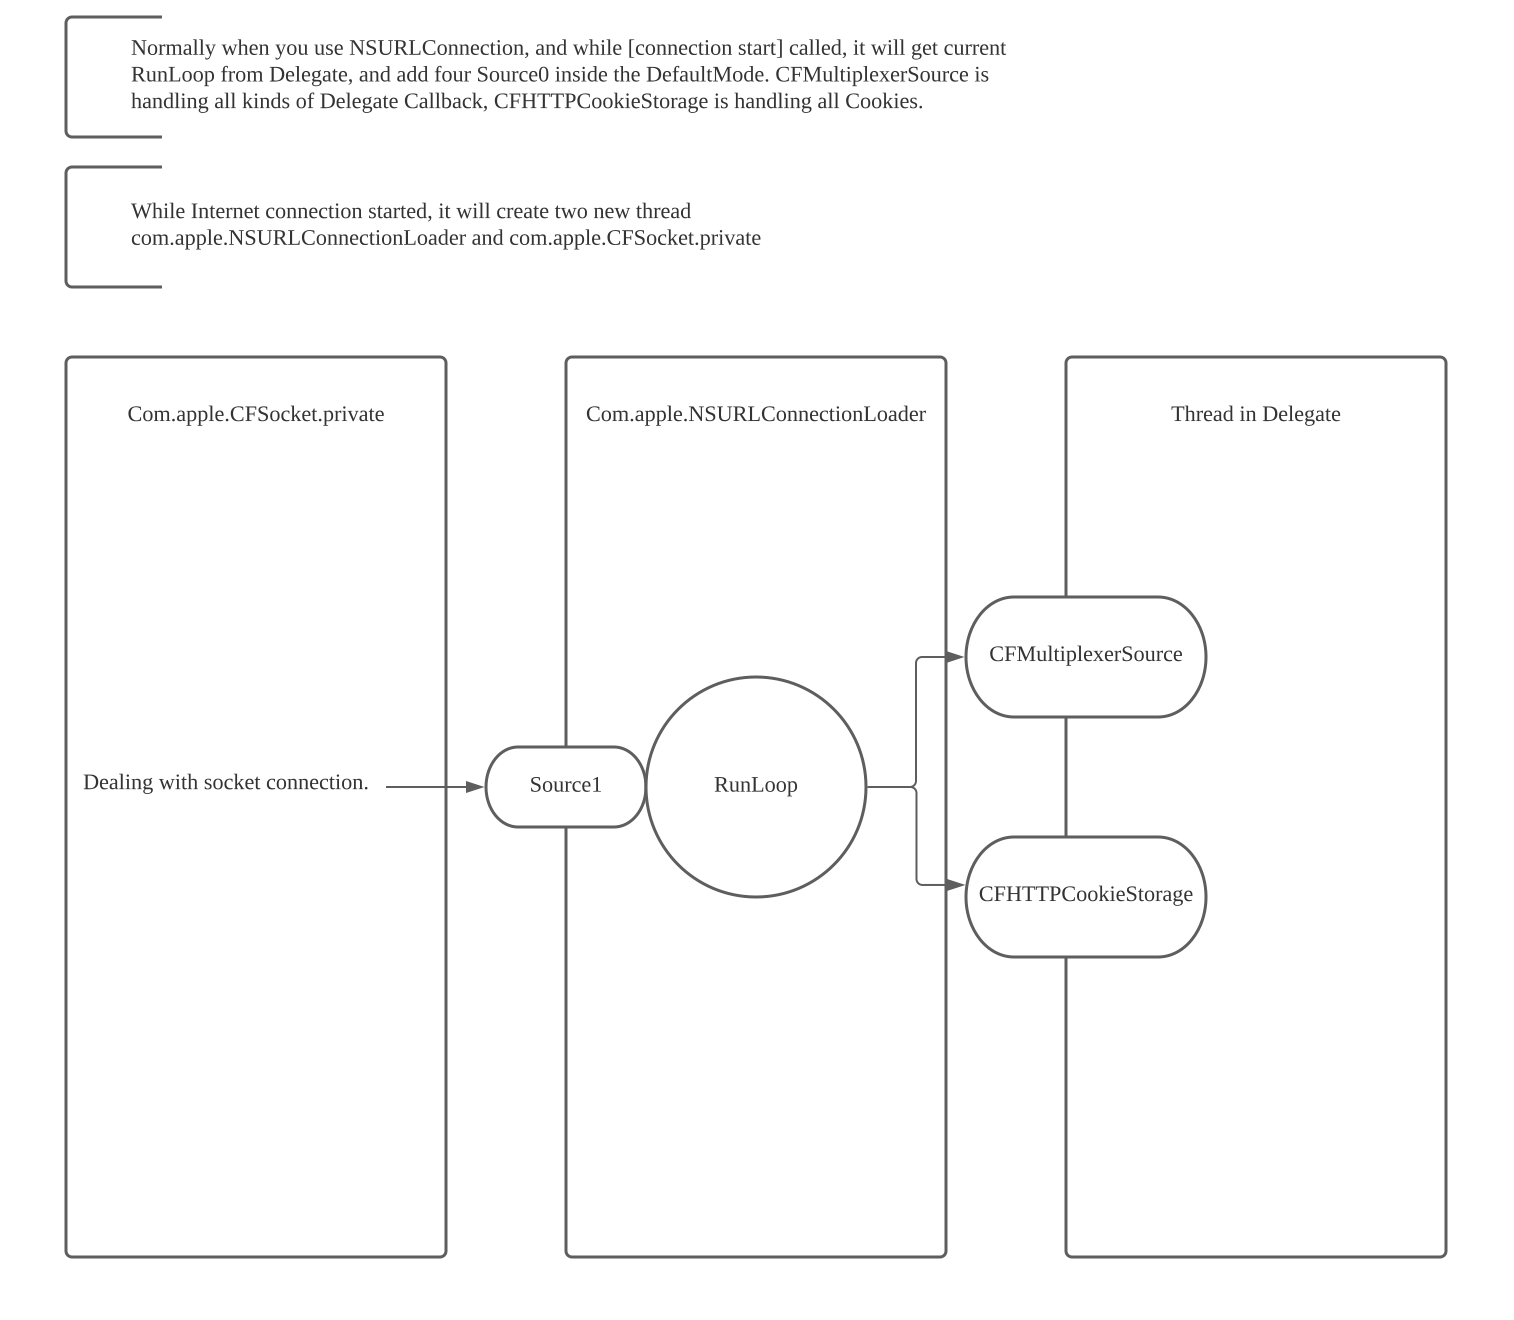 Normally when you use NSURLConnection, and while [connection start] called, it will get current
RunLoop from Delegate, and add four Source0 inside the DefaultMode. CFMultiplexerSource is
handling all kinds of Delegate Callback, CFHTTPCookieStorage is handling all Cookies.
While Internet connection started, it will create two new thread
com.apple.NSURLConnectionLoader and com.apple.CFSocket.private
Com.apple.CFSocket.private
Com.apple.NSURLConnectionLoader
Thread in Delegate
CFMultiplexerSource
Dealing with socket connection.
Source1
RunLoop
CFHTTPCookieStorage